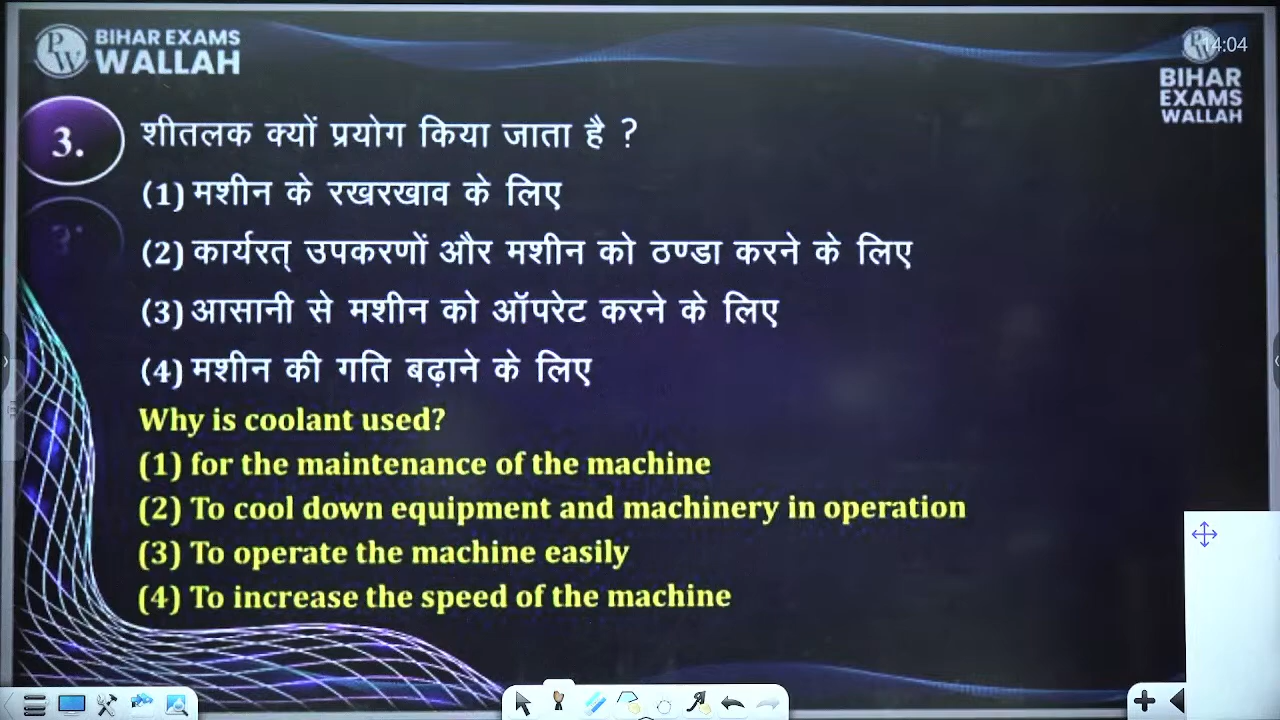 BIHAR EXAMS
WALLAH
14:04
BIHAR
EXAMS
WALLAH
3.
शीतलक क्यों प्रयोग किया जाता है ?
(1) मशीन के रखरखाव के लिए
(2) कार्यरत् उपकरणों और मशीन को ठण्डा करने के लिए
(3) आसानी से मशीन को ऑपरेट करने के लिए
(4) मशीन की गति बढ़ाने के लिए
Why is coolant used?
(1) for the maintenance of the machine
(2) To cool down equipment and machinery in operation
(3) To operate the machine easily
(4) To increase the speed of the machine